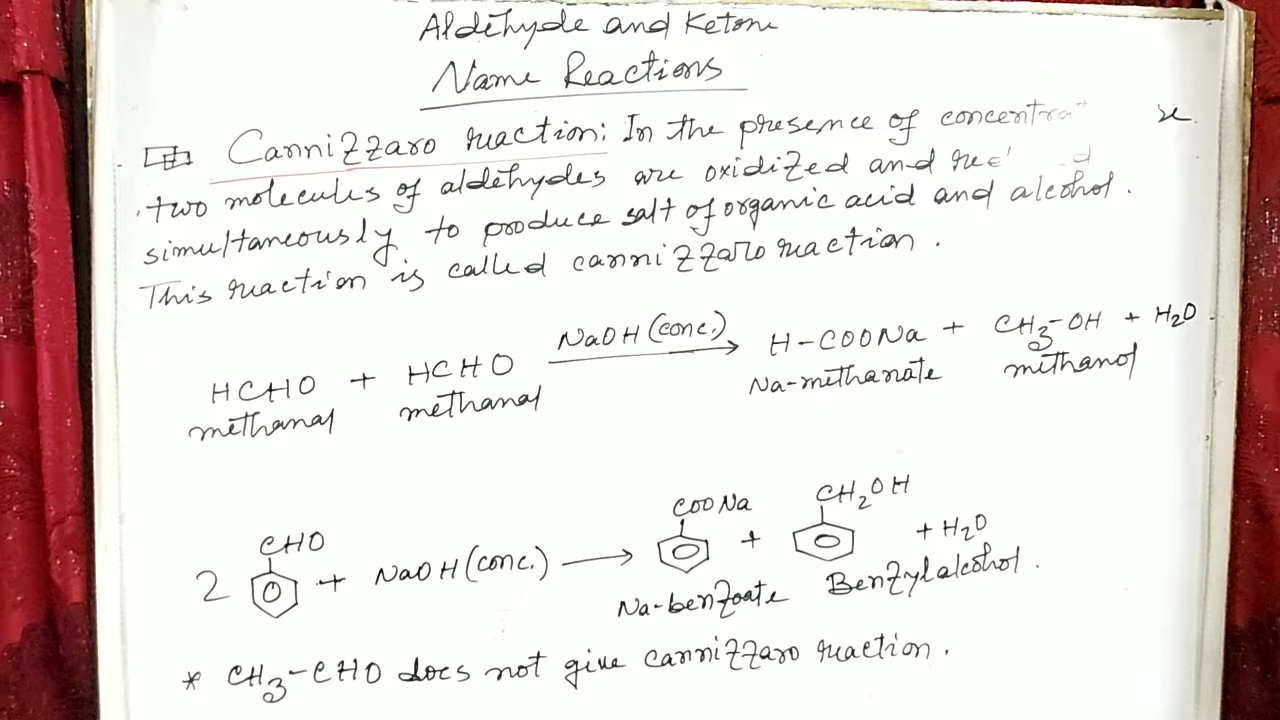 Aldehyde and Ketone
Name Reactions
Cannizzaro reaction: In the presence of
two molecules of aldehydes are oxidized and
simultaneously to produce salt of organic acid and alcohol.
This reaction is called cannizzaro reaction.
HCHO + HCHO NaOH (conc.) → H-COONa + CH3-OH + H2O.
methanal methanal Na-methanate methanol
CHO COONa CH2OH
2 + NaOH (conc.) → + + H2O
Na-benzoate Benzylalcohol.
* CH3-CHO does not give cannizzaro reaction.